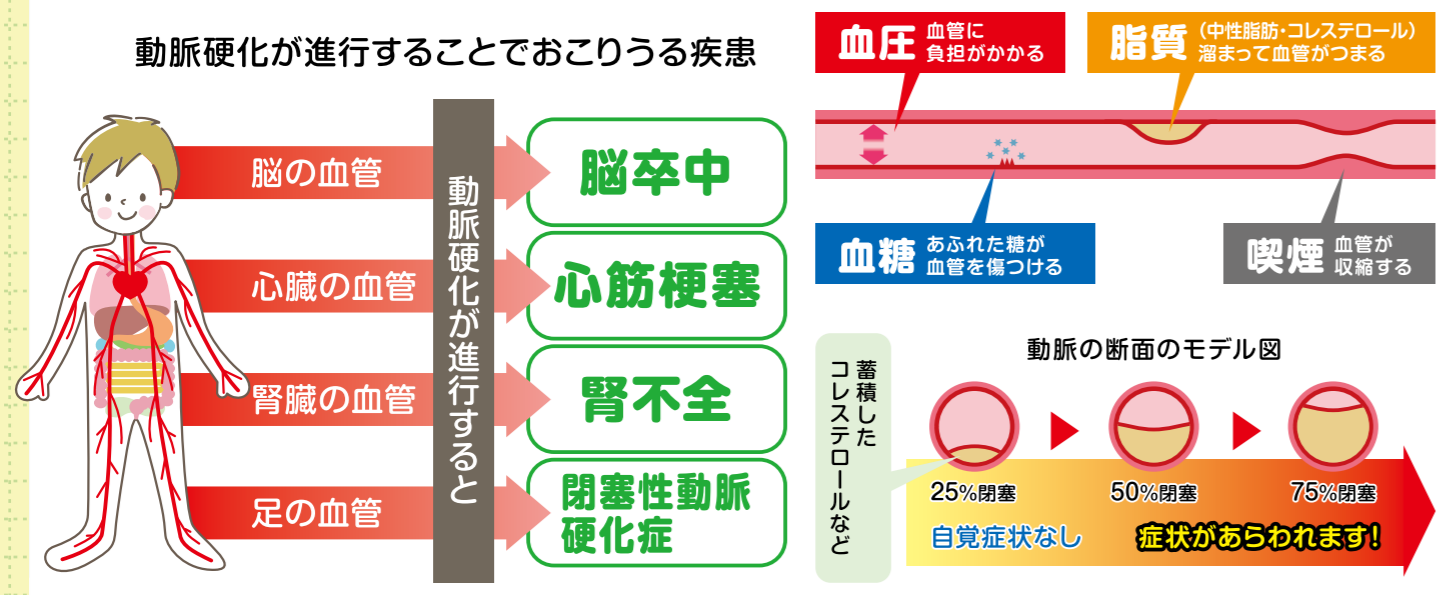 動脈硬化が進行することでおこりうる疾患
脳の血管
心臓の血管
腎臓の血管
足の血管
動脈硬化が進行すると
脳卒中
心筋梗塞
腎不全
閉塞性動脈
硬化症
血圧
血管に
負担がかかる
脂質
（中性脂肪・コレステロール）
溜まって血管がつまる
血糖
あふれた糖が
血管を傷つける
喫煙
血管が
収縮する
動脈の断面のモデル図
蓄積した
コレステロールなど
25%閉塞
50%閉塞
75%閉塞
自覚症状なし
症状があらわれます！